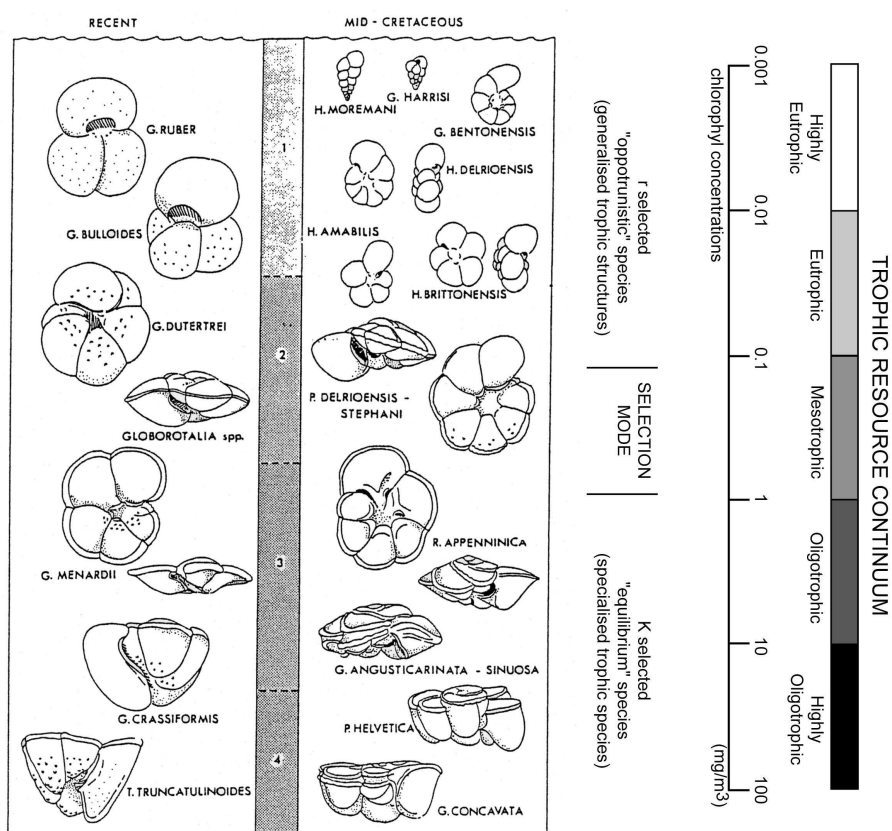 RECENT
MID - CRETACEOUS
H. MOREMANI
G. HARRISI
G. BENTONENSIS
G. RUBER
1
H. DELRIOENSIS
G. BULLOIDES
H. AMABILIS
H. BRITTONENSIS
G. DUTERTREI
2
P. DELRIOENSIS -
STEPHANI
GLOBOROTALIA spp.
R. APPENNINICA
3
G. MENARDII
G. ANGUSTICARINATA - SINUOSA
G. CRASSIFORMIS
P. HELVETICA
4
T. TRUNCATULINOIDES
G. CONCAVATA
r selected
"oppotrunistic" species
(generalised trophic structures)
SELECTION
MODE
K selected
"equilibrium" species
(specialised trophic species)
chlorophyl concentrations
(mg/m3)
0.001
0.01
0.1
1
10
100
Highly
Eutrophic
Eutrophic
Mesotrophic
Oligotrophic
Highly
Oligotrophic
TROPHIC RESOURCE CONTINUUM